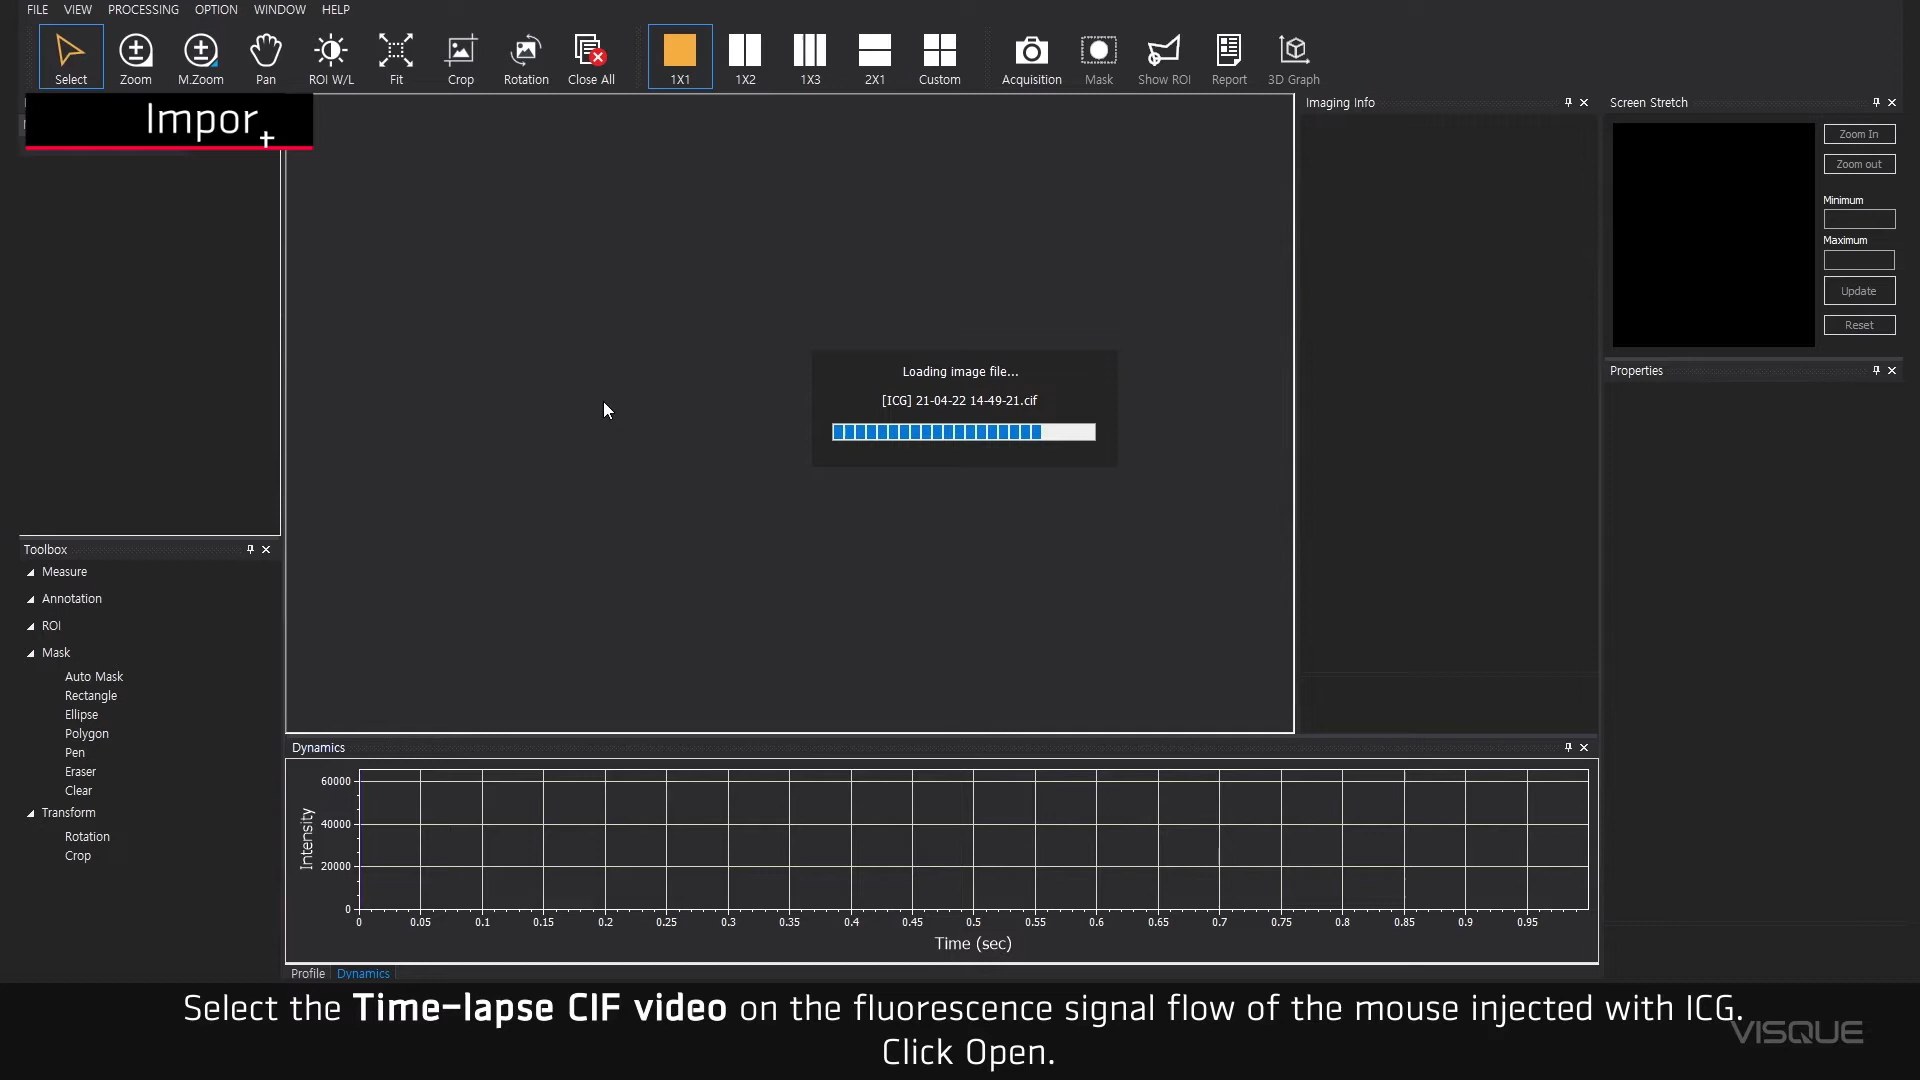 FILE VIEW PROCESSING OPTION WINDOW HELP
Select Zoom M.Zoom Pan ROI W/L Fit Crop Rotation Close All 1X1 1X2 1X3 2X1 Custom Acquisition Mask Show ROI Report 3D Graph
Impor
Imaging Info
Screen Stretch
Zoom In
Zoom out
Minimum
Maximum
Update
Reset
Loading image file...
[ICG] 21-04-22 14-49-21.cif
Properties
Toolbox
Measure
Annotation
ROI
Mask
Auto Mask
Rectangle
Ellipse
Polygon
Pen
Eraser
Clear
Transform
Rotation
Crop
Dynamics
Intensity
60000
40000
20000
0
0 0.05 0.1 0.15 0.2 0.25 0.3 0.35 0.4 0.45 0.5 0.55 0.6 0.65 0.7 0.75 0.8 0.85 0.9 0.95
Time (sec)
Profile Dynamics
Select the Time-lapse CIF video on the fluorescence signal flow of the mouse injected with ICG.
Click Open.
VISQUE